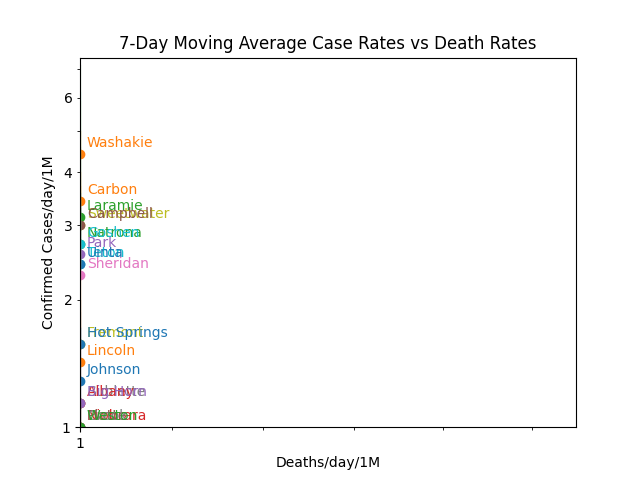 7-Day Moving Average Case Rates vs Death Rates
Confirmed Cases/day/1M
6
4
3
2
1
Washakie
Carbon
Laramie
Campbell
Natrona
Park
Uinta
Sheridan
Hot Springs
Lincoln
Johnson
Albany
1
Deaths/day/1M